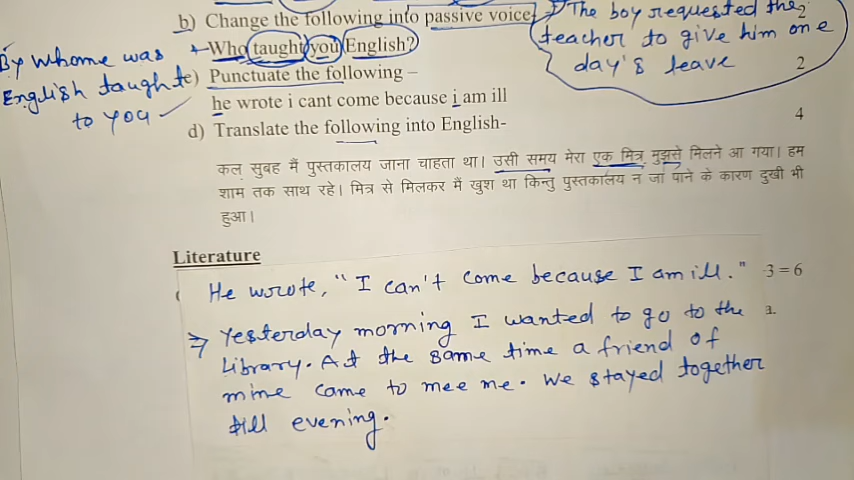 b) Change the following into passive voice.
Who taught you English?
c) Punctuate the following –
he wrote i cant come because i am ill
d) Translate the following into English-
कल सुबह मैं पुस्तकालय जाना चाहता था। उसी समय मेरा एक मित्र मुझसे मिलने आ गया। हम
शाम तक साथ रहे। मित्र से मिलकर मैं खुश था किन्तु पुस्तकालय न जा पाने के कारण दुखी भी
हुआ।
The boy requested the
teacher to give him one
day's leave
2
2
4
By whome was
English taught
to you
Literature
He wrote, "I can't come because I am ill."
3 = 6
⇒ Yesterday morning I wanted to go to the
3.
Library. At the same time a friend of
mine came to mee me. We stayed together
till evening.